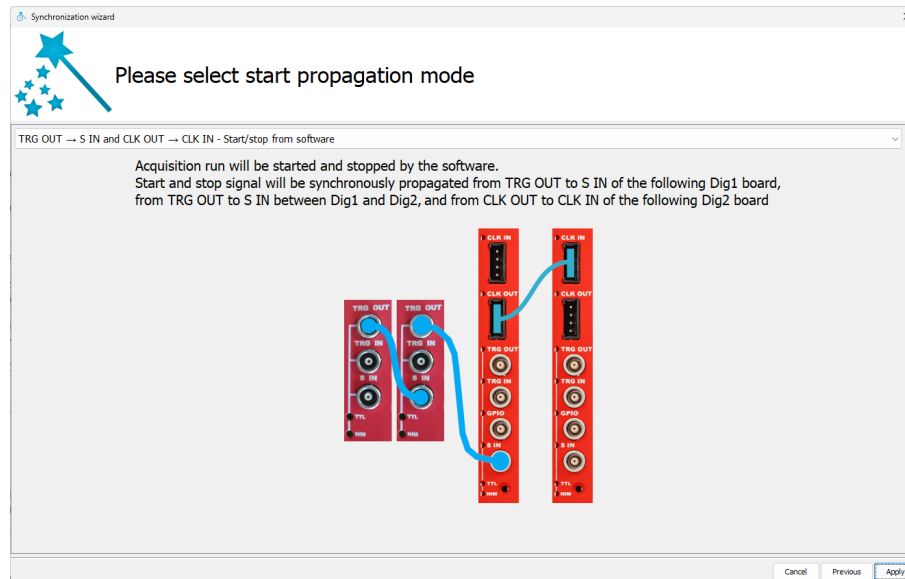 Synchronization wizard
Please select start propagation mode
TRG OUT → S IN and CLK OUT → CLK IN - Start/stop from software
Acquisition run will be started and stopped by the software.
Start and stop signal will be synchronously propagated from TRG OUT to S IN of the following Dig1 board,
from TRG OUT to S IN between Dig1 and Dig2, and from CLK OUT to CLK IN of the following Dig2 board
CLK IN
CLK IN
CLK OUT
CLK OUT
TRG OUT
TRG OUT
TRG IN
TRG IN
S IN
S IN
TTL
TTL
NIM
NIM
TRG OUT
TRG OUT
TRG IN
TRG IN
GPIO
GPIO
S IN
S IN
TTL
TTL
NIM
NIM
Cancel
Previous
Apply